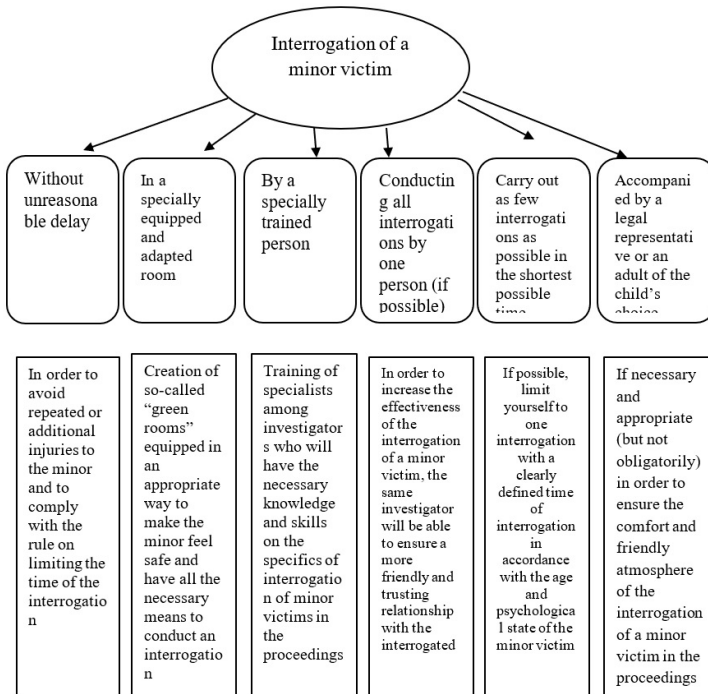 Interrogation of a
minor victim
Without
unreasona
ble delay
In a
specially
equipped
and
adapted
room
By a
specially
trained
person
Conductin
g all
interrogati
ons by
one
person (if
possible)
Carry out
as few
interrogati
ons as
possible in
the shortest
possible
time
Accompani
ed by a
legal
representati
ve or an
adult of the
child’s
choice
In order to
avoid
repeated or
additional
injuries to
the minor
and to
comply
with the
rule on
limiting the
time of the
interrogatio
n
Creation of
so-called
“green
rooms”
equipped in
an
appropriate
way to
make the
minor feel
safe and
have all the
necessary
means to
conduct an
interrogatio
n
Training of
specialists
among
investigator
s who will
have the
necessary
knowledge
and skills
on the
specifics of
interrogatio
n of minor
victims in
the
proceedings
In order to
increase the
effectiveness
of the
interrogation
of a minor
victim, the
same
investigator
will be able
to ensure a
more
friendly and
trusting
relationship
with the
interrogated
If possible,
limit
yourself to
one
interrogation
with a
clearly
defined time
of
interrogation
in
accordance
with the age
and
psychologica
l state of the
minor victim
If necessary
and
appropriate
(but not
obligatorily)
in order to
ensure the
comfort and
friendly
atmosphere
of the
interrogation
of a minor
victim in the
proceedings